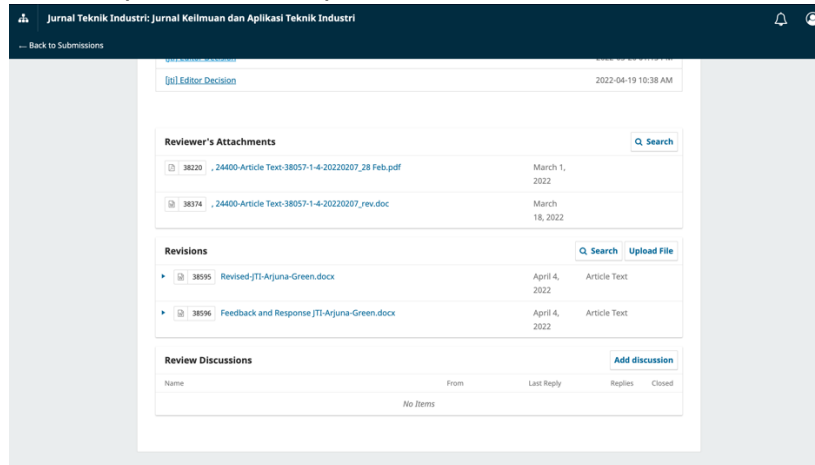 Jurnal Teknik Industri: Jurnal Keilmuan dan Aplikasi Teknik Industri
← Back to Submissions
[jti] Editor Decision
[jti] Editor Decision 2022-04-19 10:38 AM
Reviewer's Attachments Search
38220 , 24400-Article Text-38057-1-4-20220207_28 Feb.pdf March 1,
2022
38374 , 24400-Article Text-38057-1-4-20220207_rev.doc March
18, 2022
Revisions Search Upload File
38595 Revised-JTI-Arjuna-Green.docx April 4, Article Text
2022
38596 Feedback and Response JTI-Arjuna-Green.docx April 4, Article Text
2022
Review Discussions Add discussion
Name From Last Reply Replies Closed
No Items